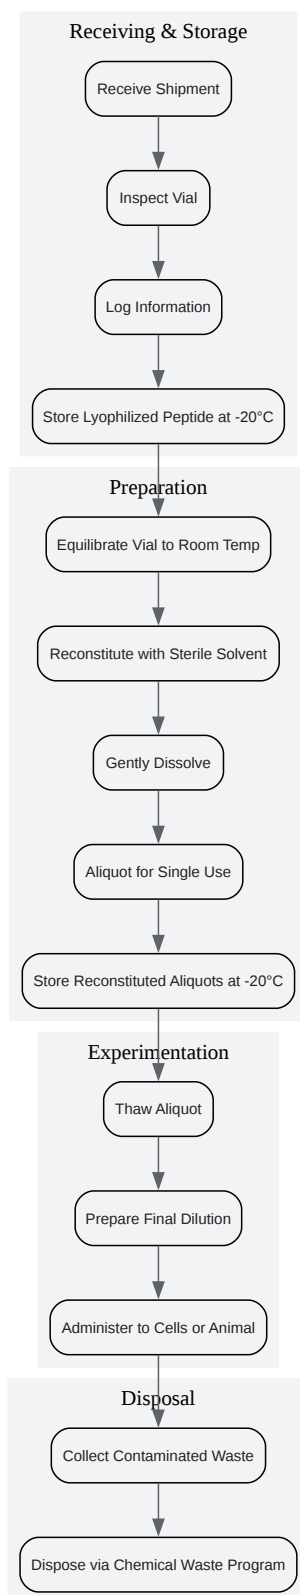 Receiving & Storage
Receive Shipment
Inspect Vial
Log Information
Store Lyophilized Peptide at -20°C
Preparation
Equilibrate Vial to Room Temp
Reconstitute with Sterile Solvent
Gently Dissolve
Aliquot for Single Use
Store Reconstituted Aliquots at -20°C
Experimentation
Thaw Aliquot
Prepare Final Dilution
Administer to Cells or Animal
Disposal
Collect Contaminated Waste
Dispose via Chemical Waste Program